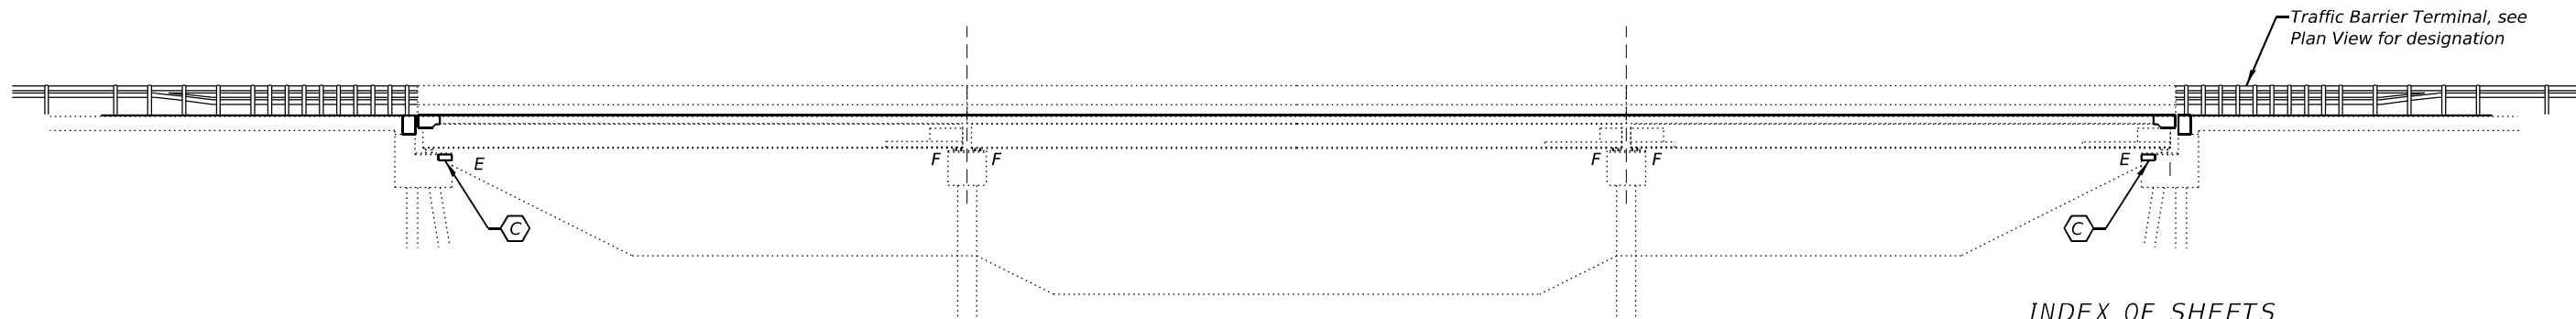 Traffic Barrier Terminal, see
Plan View for designation
E
F F
F F
E
C
C
INDEX OF SHEETS